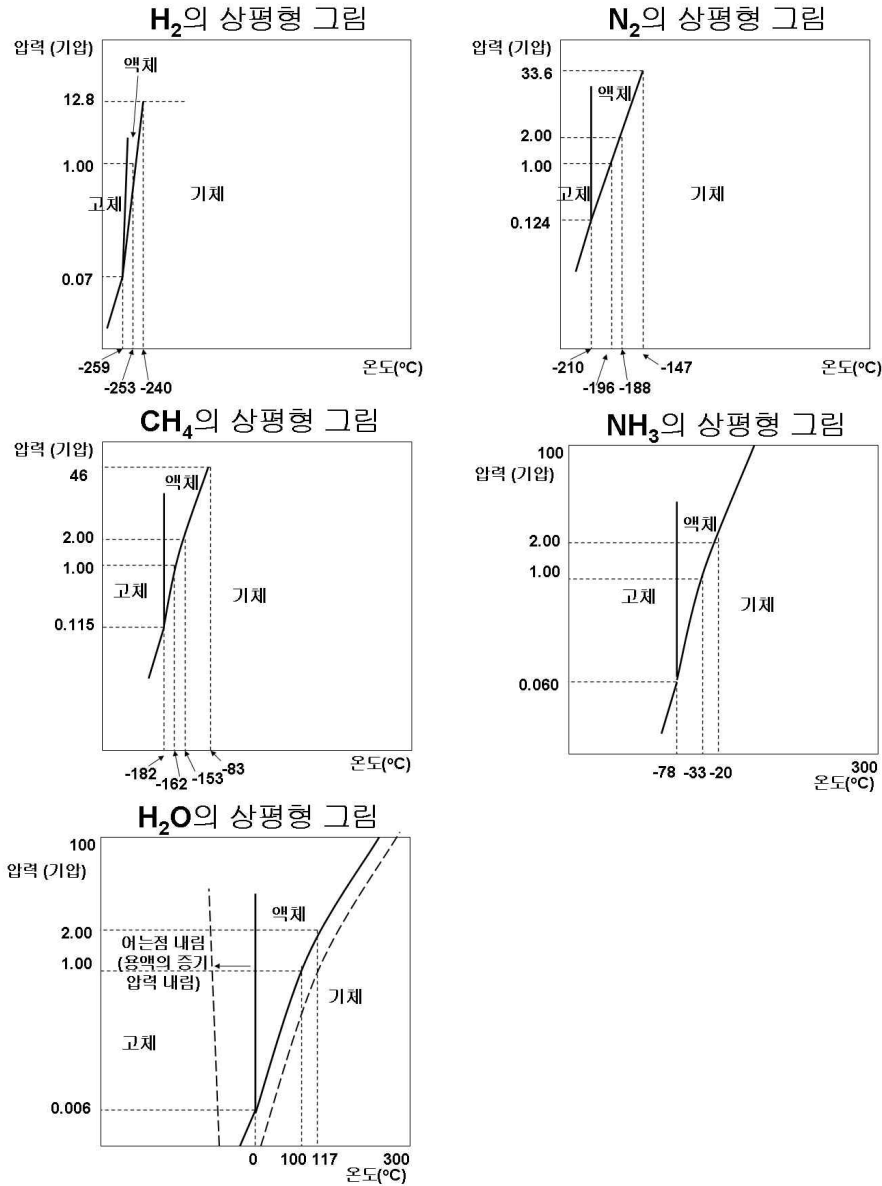 H₂의 상평형 그림
압력 (기압)
액체
12.8
1.00
고체
기체
0.07
-259
-253
-240
온도(°C)
N₂의 상평형 그림
압력 (기압)
33.6
액체
2.00
1.00
고체
기체
0.124
-210
-196
-188
-147
온도(°C)
CH₄의 상평형 그림
압력 (기압)
46
액체
2.00
1.00
고체
기체
0.115
-182
-162
-153
-83
온도(°C)
NH₃의 상평형 그림
100
압력 (기압)
액체
2.00
1.00
고체
기체
0.060
-78 -33 -20
300
온도(°C)
H₂O의 상평형 그림
100
압력 (기압)
액체
2.00
어는점 내림
(용액의 증기
압력 내림)
1.00
기체
고체
0.006
0
100 117
300
온도(°C)